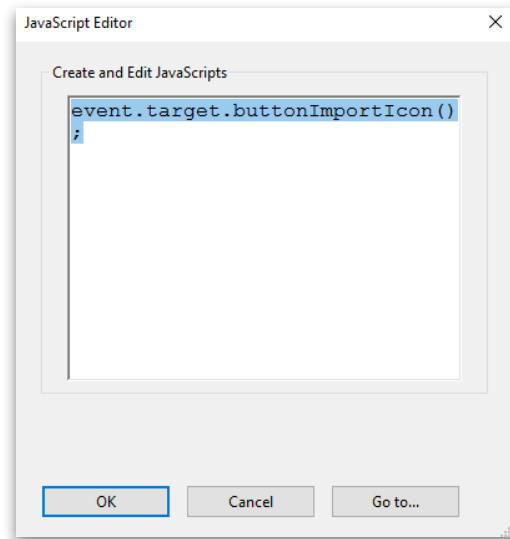 JavaScript Editor
Create and Edit JavaScripts
event.target.buttonImportIcon()
;
OK
Cancel
Go to...